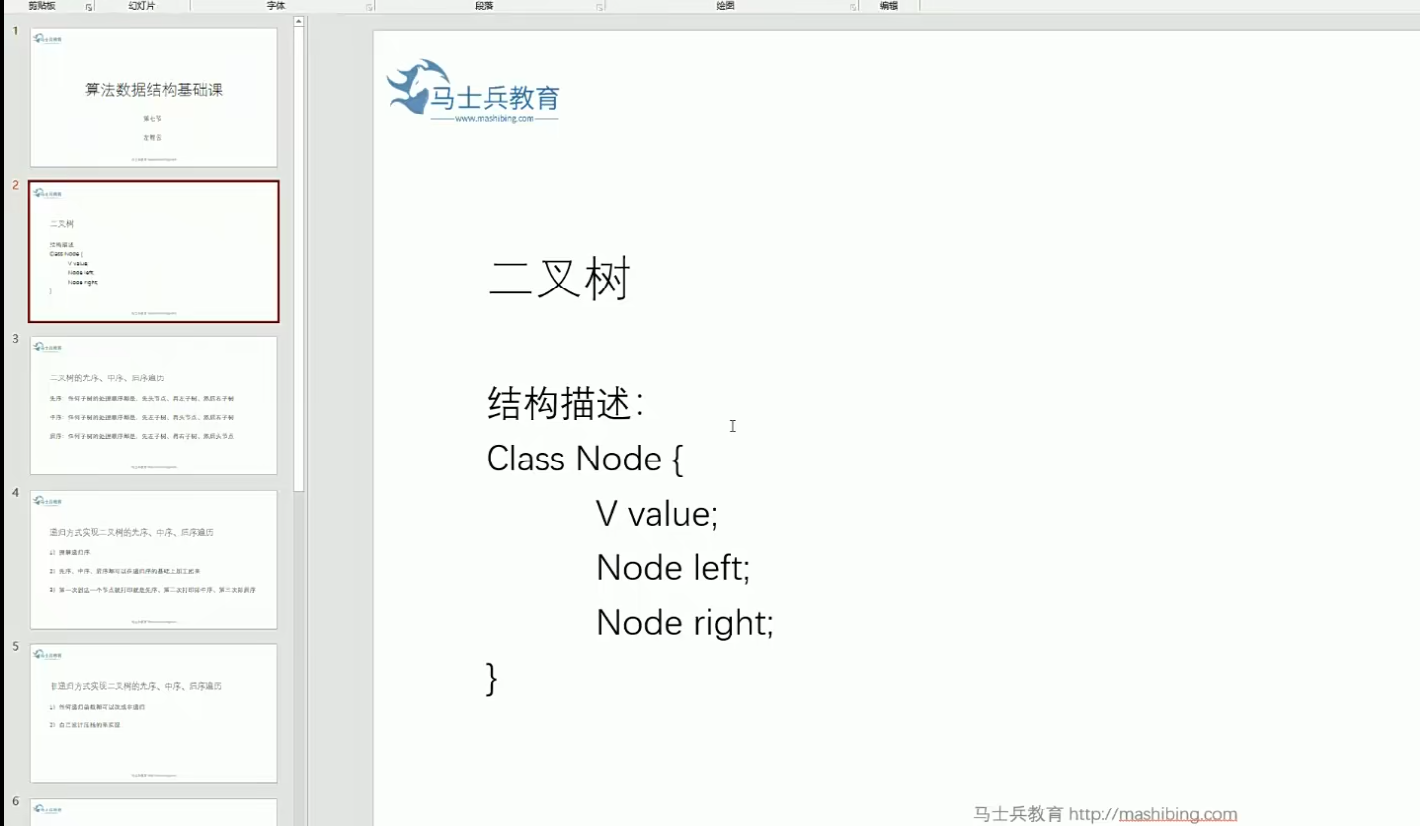 剪贴板
幻灯片
字体
段落
绘图
编辑
1
算法数据结构基础课
第七节
2
二叉树
结构描述
Class Node {
V value;
Node left;
Node right;
}
3
二叉树的先序、中序、后序遍历
先序：任何子树的处理顺序都是，先头节点、再左子树、然后右子树
中序：任何子树的处理顺序都是，先左子树、再头节点、然后右子树
后序：任何子树的处理顺序都是，先左子树、再右子树、然后头节点
4
递归方式实现二叉树的先序、中序、后序遍历
1）理解递归序
2）先序、中序、后序都可以在递归序的基础上加工出来
3）第一次到达一个节点就打印就是先序、第二次打印即中序、第三次即后序
5
非递归方式实现二叉树的先序、中序、后序遍历
1）任何递归函数都可以改成非递归
2）自己设计压栈的来实现
6
马士兵教育
www.mashibing.com
二叉树
结构描述：
Class Node {
V value;
Node left;
Node right;
}
马士兵教育 http://mashibing.com